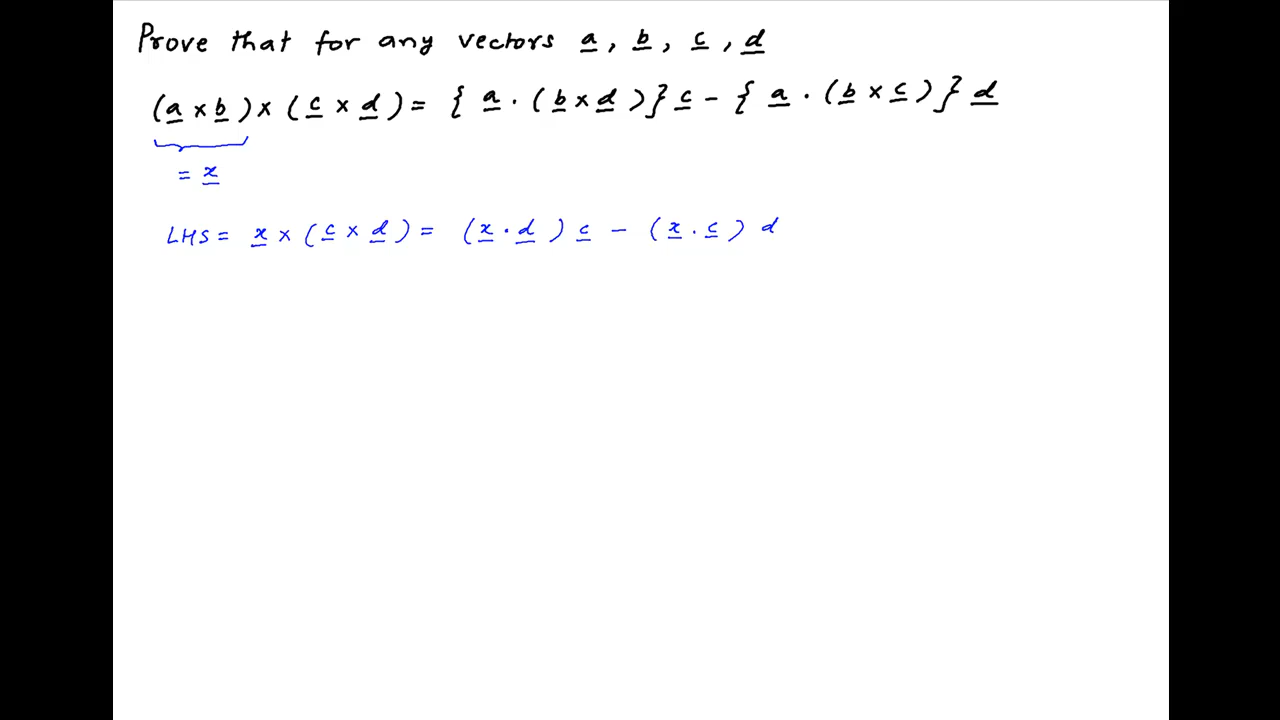 Prove that for any vectors a, b, c, d
(a × b) × (c × d) = { a · (b × d)} c - { a · (b × c)} d
= x
LHS = x × (c × d) = (x · d) c - (x · c) d